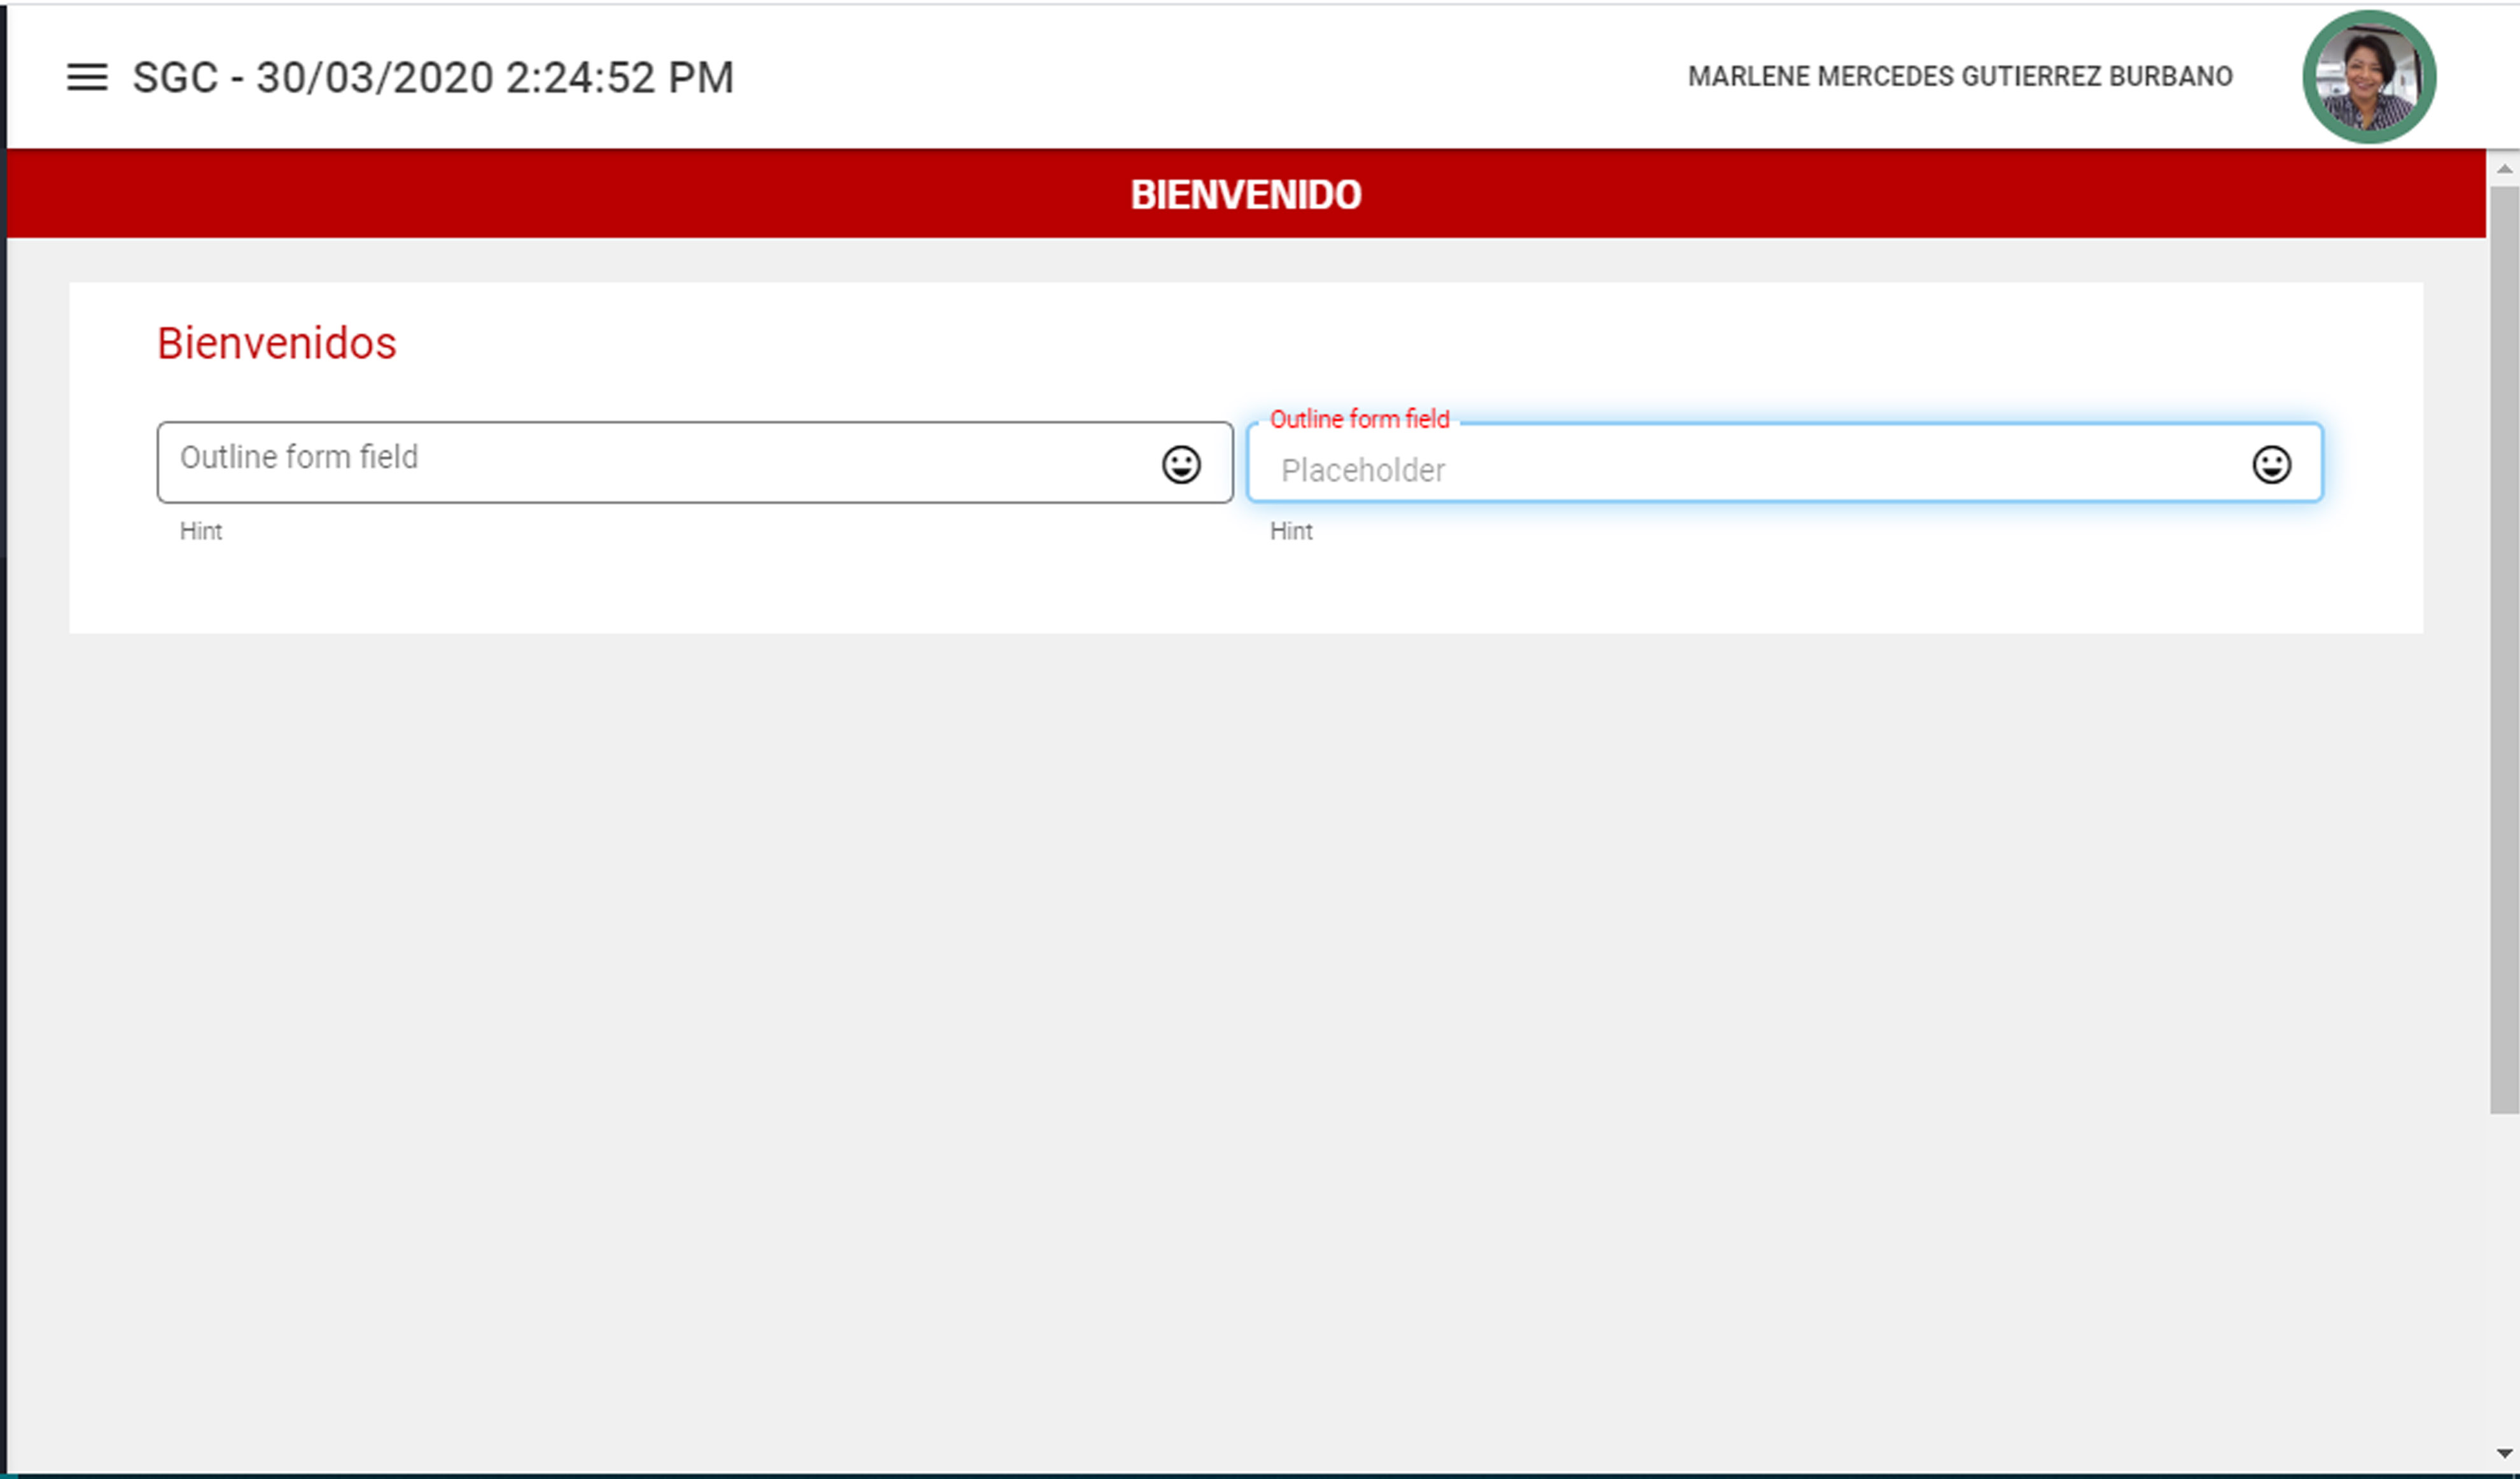 SGC - 30/03/2020 2:24:52 PM
MARLENE MERCEDES GUTIERREZ BURBANO
BIENVENIDO
Bienvenidos
Outline form field
Hint
Outline form field
Placeholder
Hint